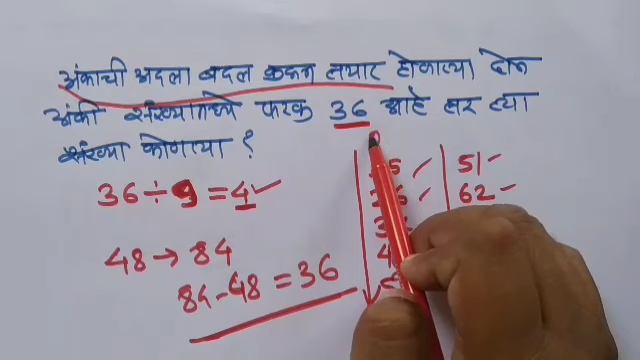 अंकाची अदला बदल करून तयार होणाऱ्या दोन
अंकी संख्यामध्ये फरक 36 आहे तर त्या
संख्या कोणत्या ?
36 ÷ 9 = 4 ✓
48 → 84
84 - 48 = 36
51
62